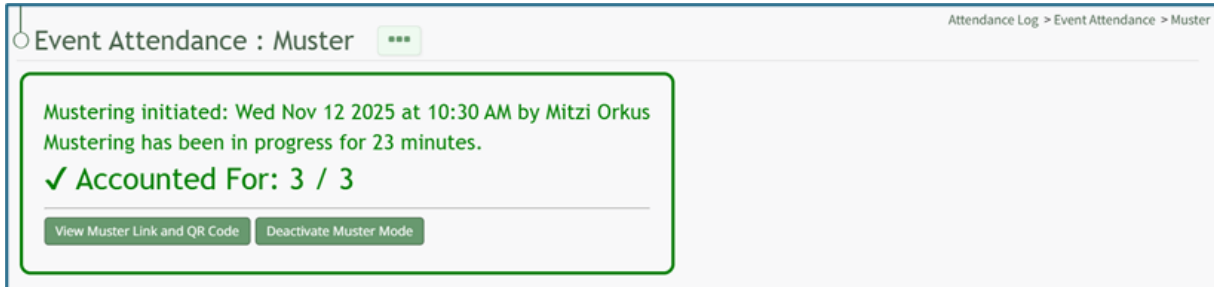 Attendance Log > Event Attendance > Muster
Event Attendance : Muster
Mustering initiated: Wed Nov 12 2025 at 10:30 AM by Mitzi Orkus
Mustering has been in progress for 23 minutes.
✓ Accounted For: 3 / 3
View Muster Link and QR Code Deactivate Muster Mode